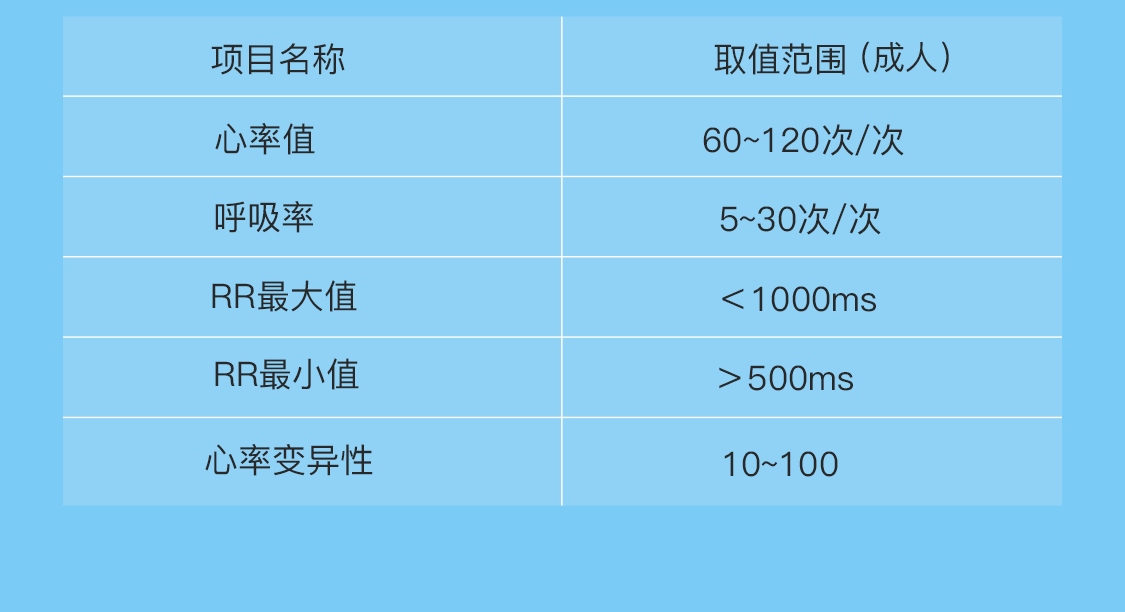 项目名称 取值范围（成人）
心率值 60~120次/次
呼吸率 5~30次/次
RR最大值 ＜1000ms
RR最小值 ＞500ms
心率变异性 10~100